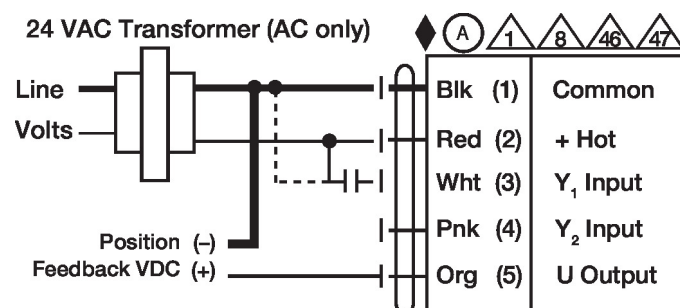 24 VAC Transformer (AC only)
A 1 8 46 47
Line
Volts
Blk (1) Common
Red (2) + Hot
Wht (3) Y₁ Input
Pnk (4) Y₂ Input
Org (5) U Output
Position (–)
Feedback VDC (+)